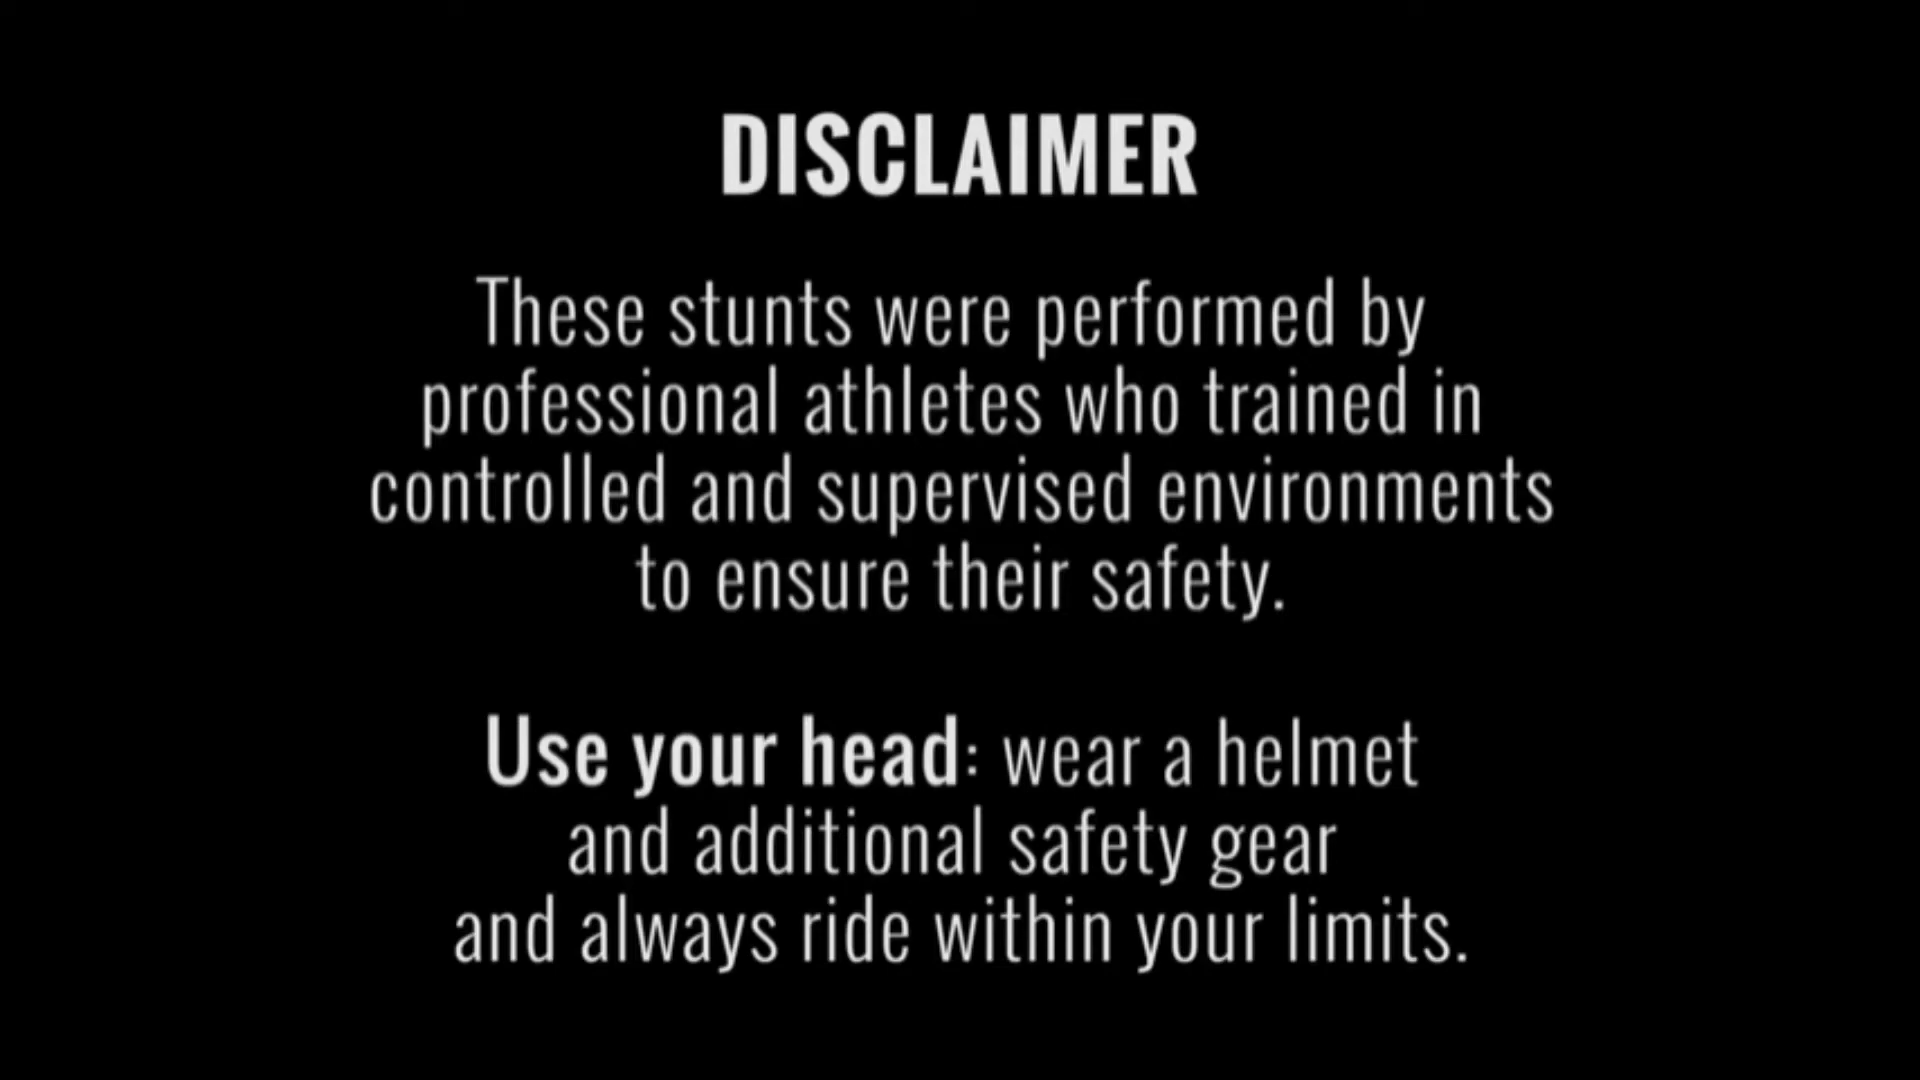 DISCLAIMER
These stunts were performed by
professional athletes who trained in
controlled and supervised environments
to ensure their safety.
Use your head: wear a helmet
and additional safety gear
and always ride within your limits.